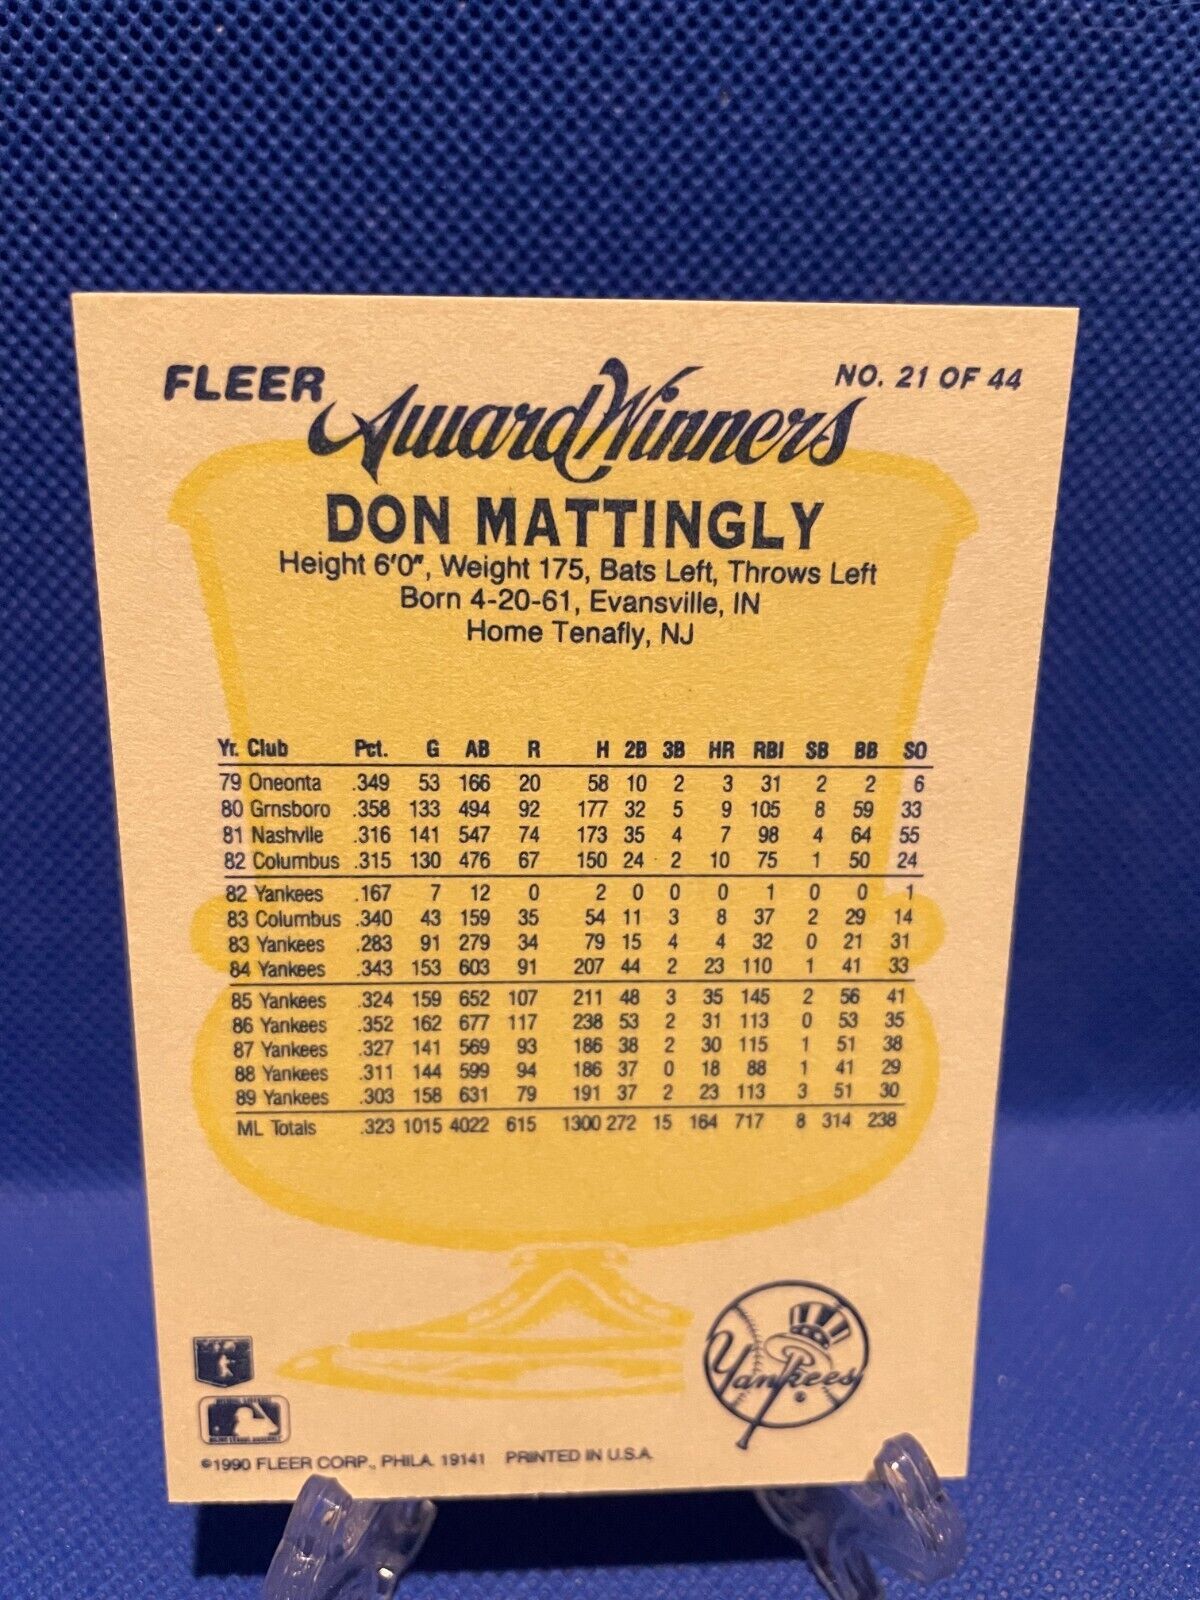 FLEER
Award Winners
NO. 21 OF 44
DON MATTINGLY
Height 6'0", Weight 175, Bats Left, Throws Left
Born 4-20-61, Evansville, IN
Home Tenafly, NJ
Yr. Club Pct. G AB R H 2B 3B HR RBI SB BB SO
79 Oneonta .349 53 166 20 58 10 2 3 31 2 2 6
80 Grnsboro .358 133 494 92 177 32 5 9 105 8 59 33
81 Nashvlle .316 141 547 74 173 35 4 7 98 4 64 55
82 Columbus .315 130 476 67 150 24 2 10 75 1 50 24
82 Yankees .167 7 12 0 2 0 0 0 1 0 0 1
83 Columbus .340 43 159 35 54 11 3 8 37 2 29 14
83 Yankees .283 91 279 34 79 15 4 4 32 0 21 31
84 Yankees .343 153 603 91 207 44 2 23 110 1 41 33
85 Yankees .324 159 652 107 211 48 3 35 145 2 56 41
86 Yankees .352 162 677 117 238 53 2 31 113 0 53 35
87 Yankees .327 141 569 93 186 38 2 30 115 1 51 38
88 Yankees .311 144 599 94 186 37 0 18 88 1 41 29
89 Yankees .303 158 631 79 191 37 2 23 113 3 51 30
ML Totals .323 1015 4022 615 1300 272 15 164 717 8 314 238
Yankees
®
©1990 FLEER CORP., PHILA. 19141 PRINTED IN U.S.A.